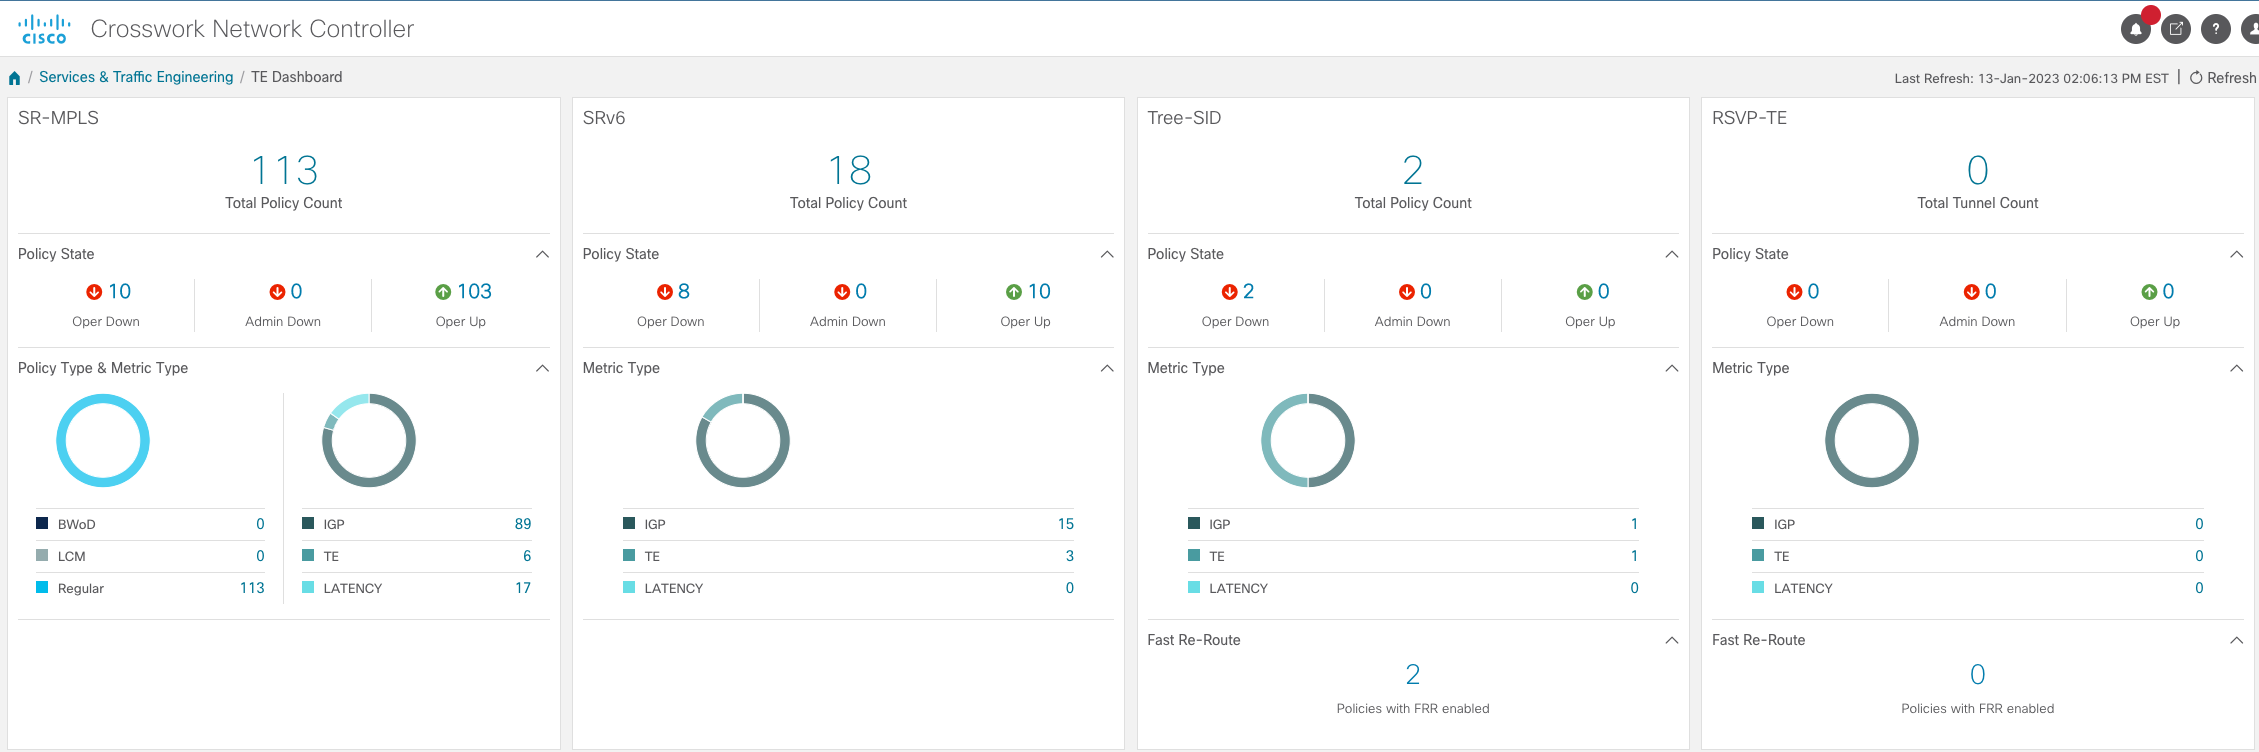 CISCO Crosswork Network Controller
?
/ Services & Traffic Engineering / TE Dashboard
Last Refresh: 13-Jan-2023 02:06:13 PM EST | Refresh
SR-MPLS
113
Total Policy Count
Policy State
10 0 103
Oper Down Admin Down Oper Up
Policy Type & Metric Type
BWoD 0
LCM 0
Regular 113
IGP 89
TE 6
LATENCY 17
SRv6
18
Total Policy Count
Policy State
8 0 10
Oper Down Admin Down Oper Up
Metric Type
IGP 15
TE 3
LATENCY 0
Tree-SID
2
Total Policy Count
Policy State
2 0 0
Oper Down Admin Down Oper Up
Metric Type
IGP 1
TE 1
LATENCY 0
Fast Re-Route
2
Policies with FRR enabled
RSVP-TE
0
Total Tunnel Count
Policy State
0 0 0
Oper Down Admin Down Oper Up
Metric Type
IGP 0
TE 0
LATENCY 0
Fast Re-Route
0
Policies with FRR enabled